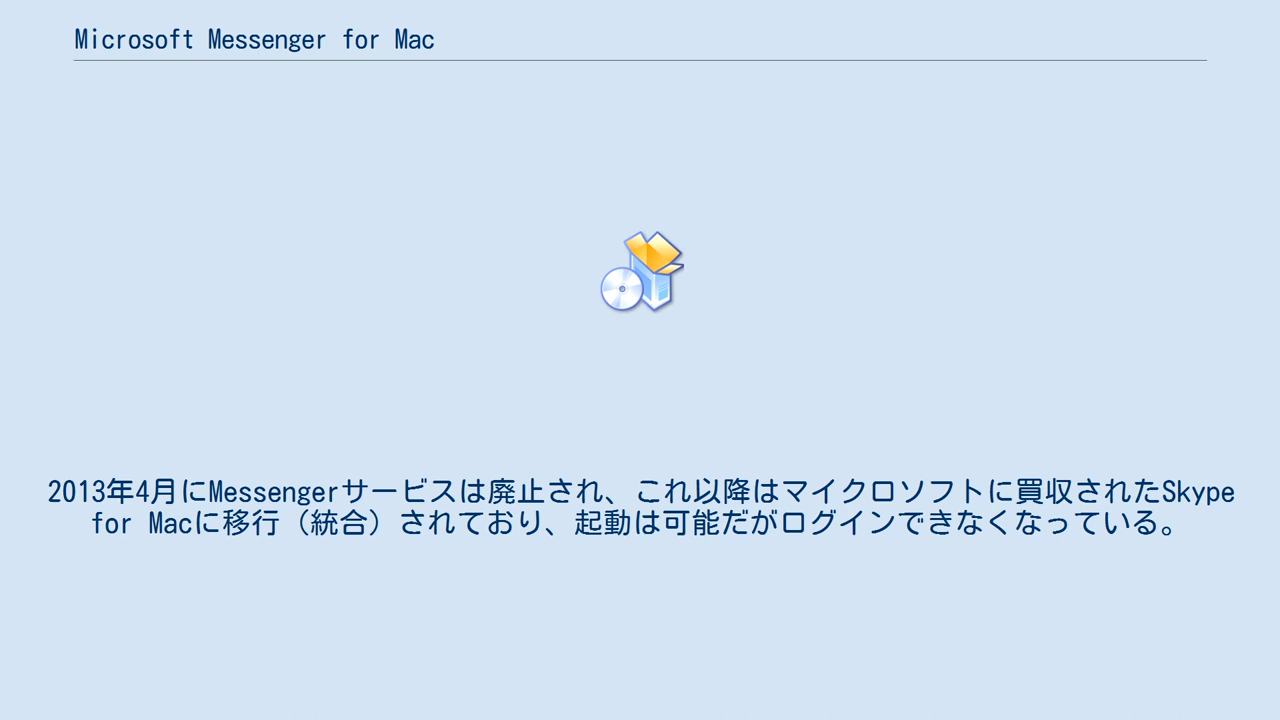 Microsoft Messenger for Mac
2013年4月にMessengerサービスは廃止され、これ以降はマイクロソフトに買収されたSkype
for Macに移行（統合）されており、起動は可能だがログインできなくなっている。